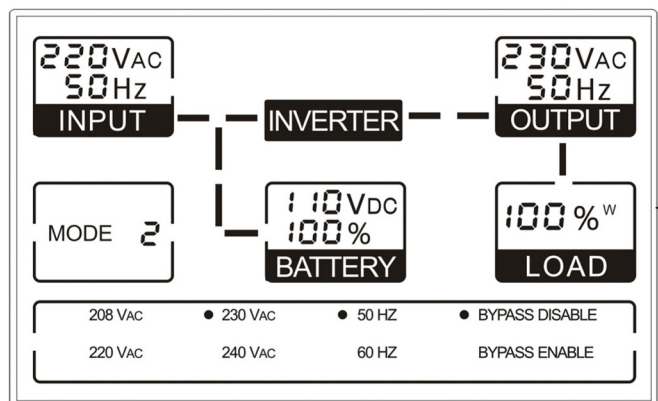 220VAC
50Hz
INPUT
INVERTER
230VAC
50Hz
OUTPUT
MODE 2
110VDC
100%
BATTERY
100%W
LOAD
208 VAC ● 230 VAC ● 50 HZ ● BYPASS DISABLE
220 VAC 240 VAC 60 HZ BYPASS ENABLE